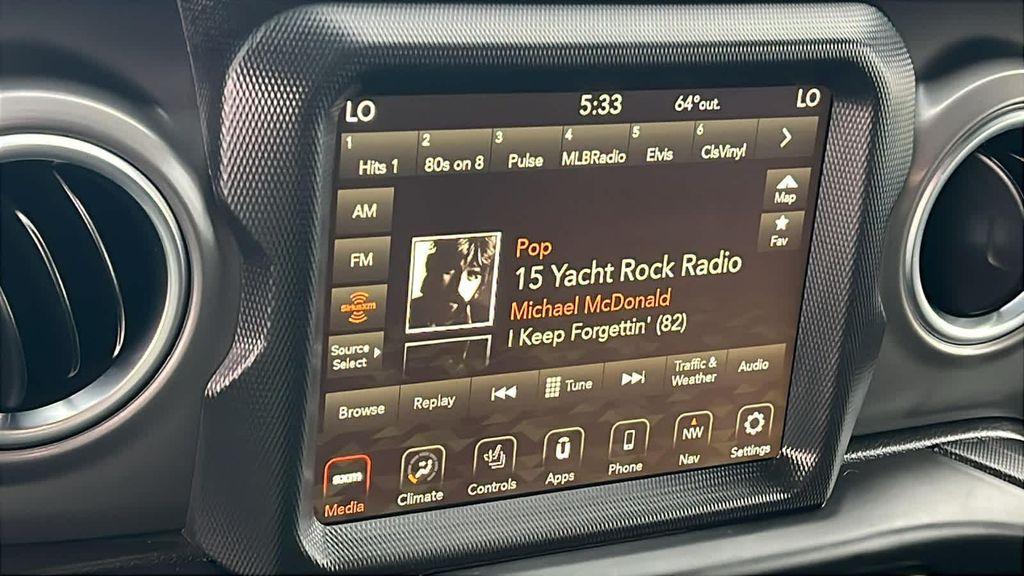 LO 5:33 64°out. LO
1 Hits 1
2 80s on 8
3 Pulse
4 MLBRadio
5 Elvis
6 ClsVinyl
AM
FM
siriusxm
Source
Select
Map
Fav
Pop
15 Yacht Rock Radio
Michael McDonald
I Keep Forgettin' (82)
Browse
Replay
Tune
Traffic &
Weather
Audio
sxm
Media
Climate
Controls
Apps
Phone
NW
Nav
Settings